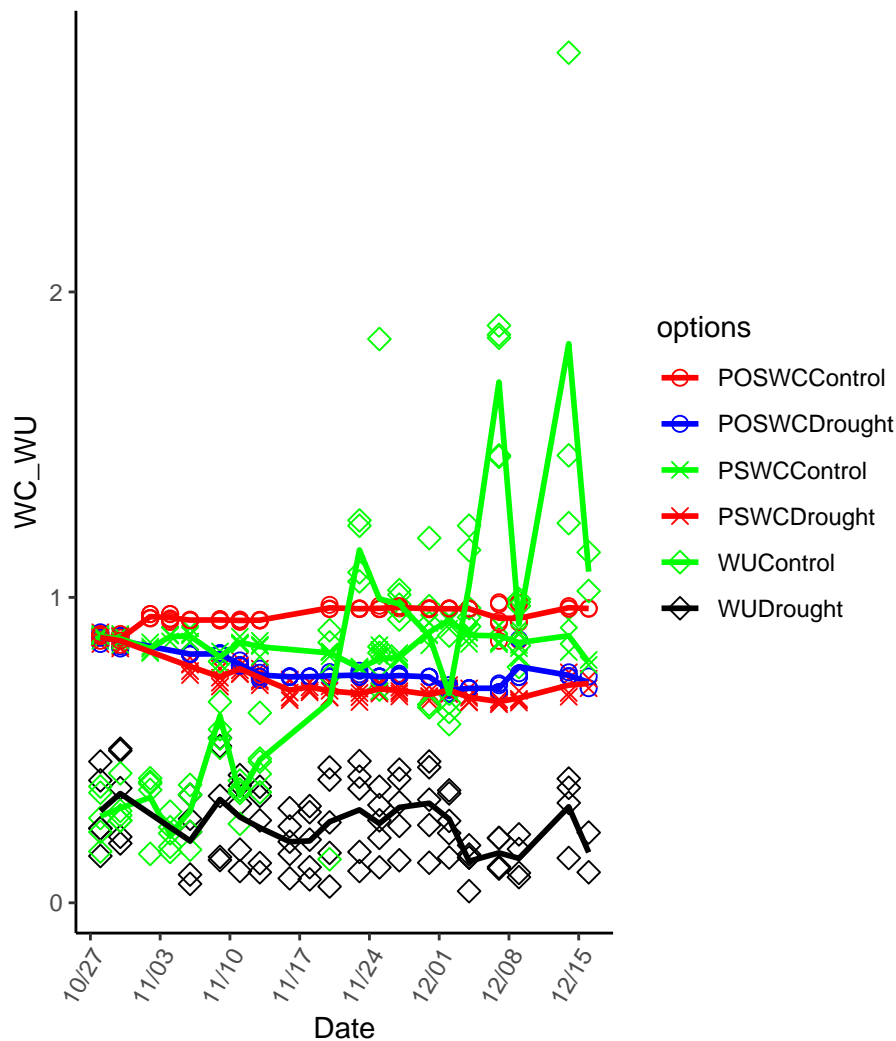 WC_WU
2
1
0
10/27
11/03
11/10
11/17
11/24
12/01
12/08
12/15
Date
options
POSWCControl
POSWCDrought
PSWCControl
PSWCDrought
WUControl
WUDrought